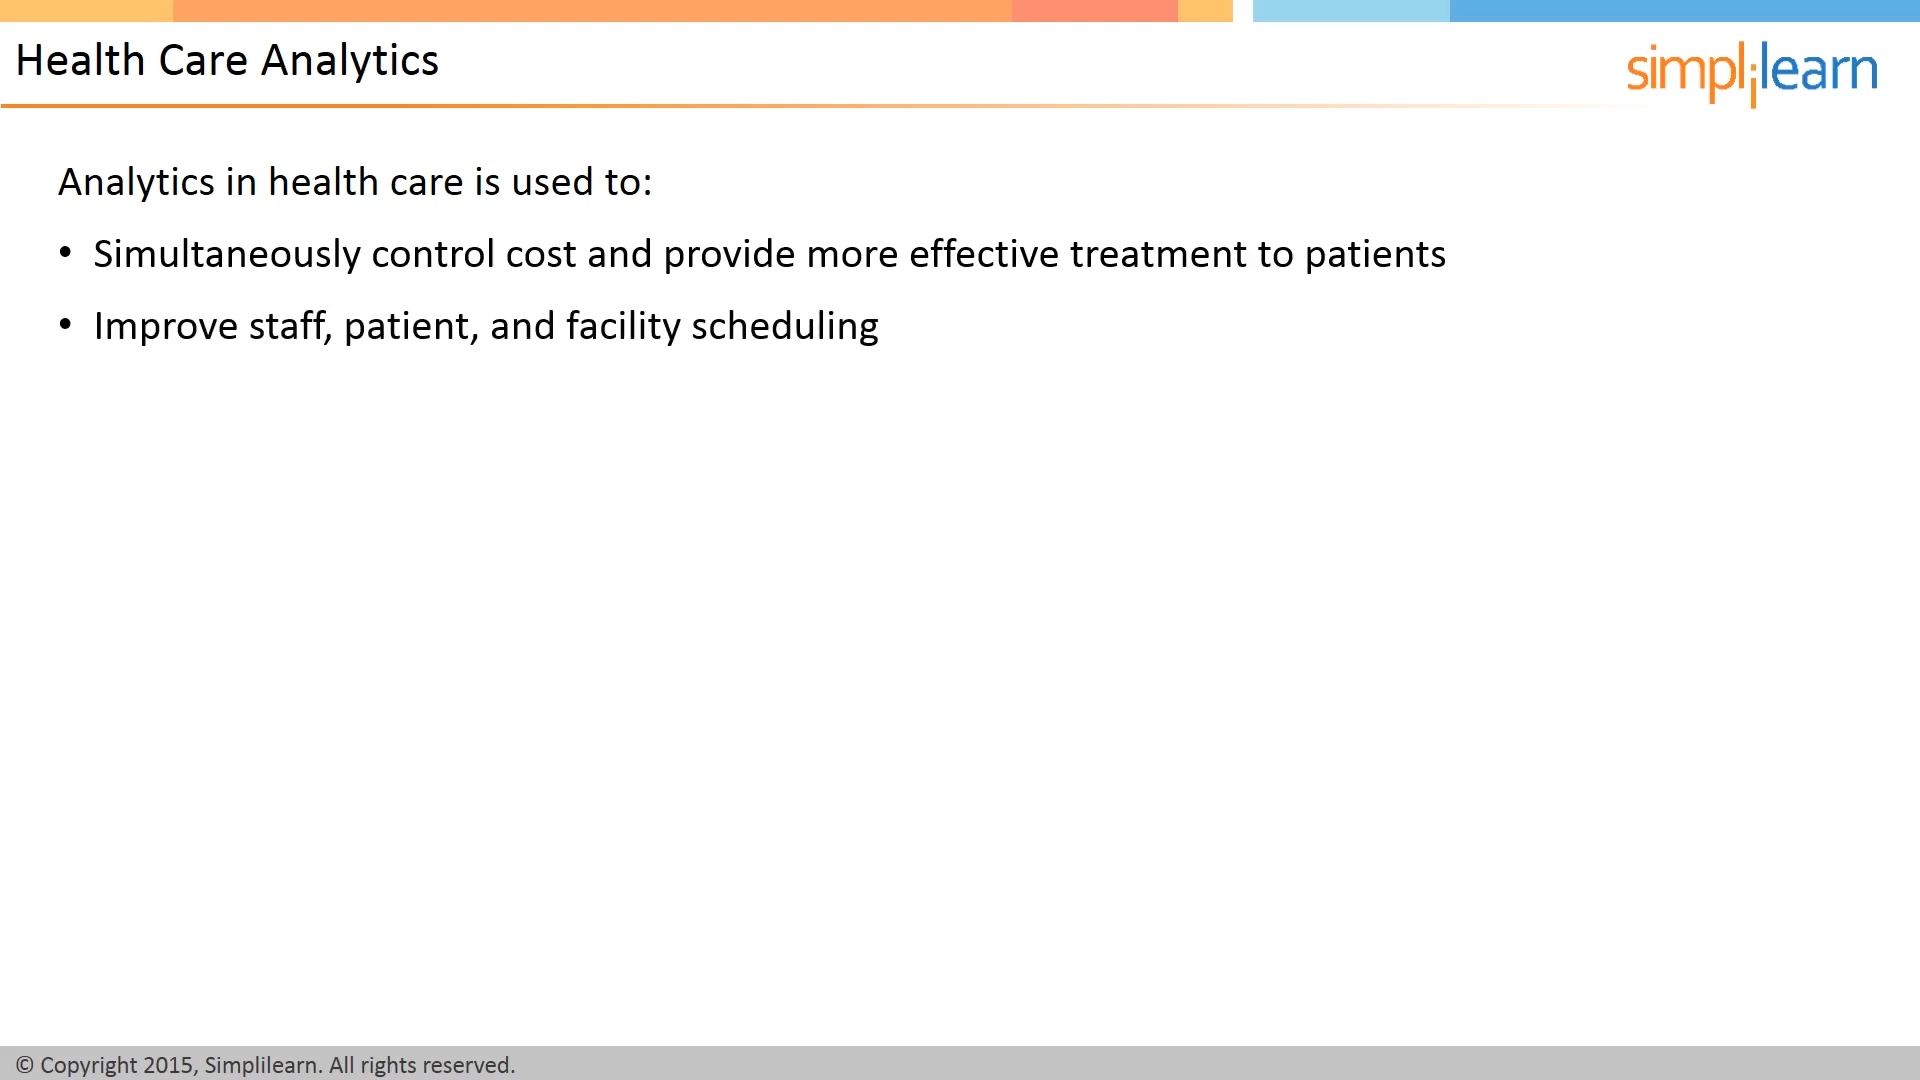 Health Care Analytics
simplilearn
Analytics in health care is used to:
• Simultaneously control cost and provide more effective treatment to patients
• Improve staff, patient, and facility scheduling
© Copyright 2015, Simplilearn. All rights reserved.